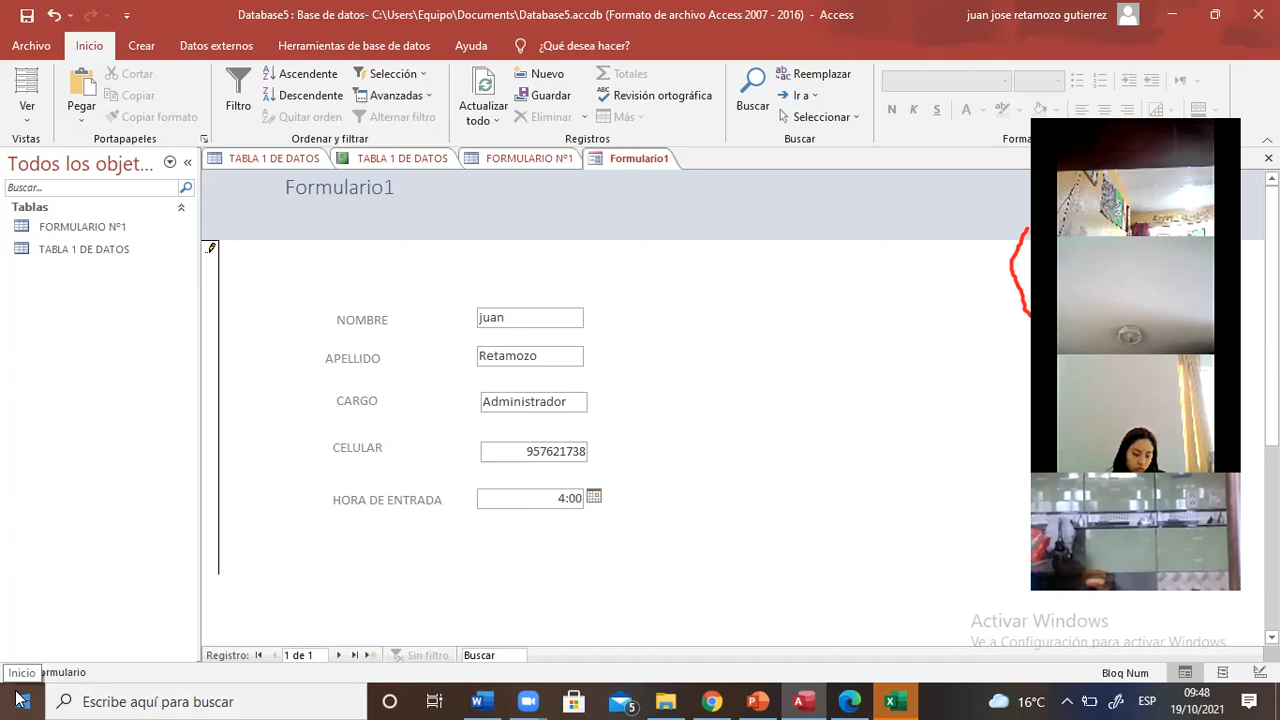 Database5 : Base de datos- C:\Users\Equipo\Documents\Database5.accdb (Formato de archivo Access 2007 - 2016) - Access
juan jose retamozo gutierrez
Archivo Inicio Crear Datos externos Herramientas de base de datos Ayuda ¿Qué desea hacer?
Ver
Vistas
Pegar
Cortar
Copiar
Copiar formato
Portapapeles
Filtro
Ascendente
Descendente
Quitar orden
Selección
Avanzadas
Alternar filtro
Ordenar y filtrar
Actualizar
todo
Nuevo
Guardar
Eliminar
Totales
Revisión ortográfica
Más
Registros
Buscar
Reemplazar
Ir a
Seleccionar
Buscar
N K S A
Forma
Todos los objet...
Buscar...
Tablas
FORMULARIO Nº1
TABLA 1 DE DATOS
TABLA 1 DE DATOS TABLA 1 DE DATOS FORMULARIO Nº1 Formulario1
Formulario1
NOMBRE juan
APELLIDO Retamozo
CARGO Administrador
CELULAR 957621738
HORA DE ENTRADA 4:00
Activar Windows
Ve a Configuración para activar Windows.
Registro: 1 de 1 Sin filtro Buscar
Inicio ormulario
Bloq Num
Escribe aquí para buscar
5
16°C
ESP
09:48
19/10/2021